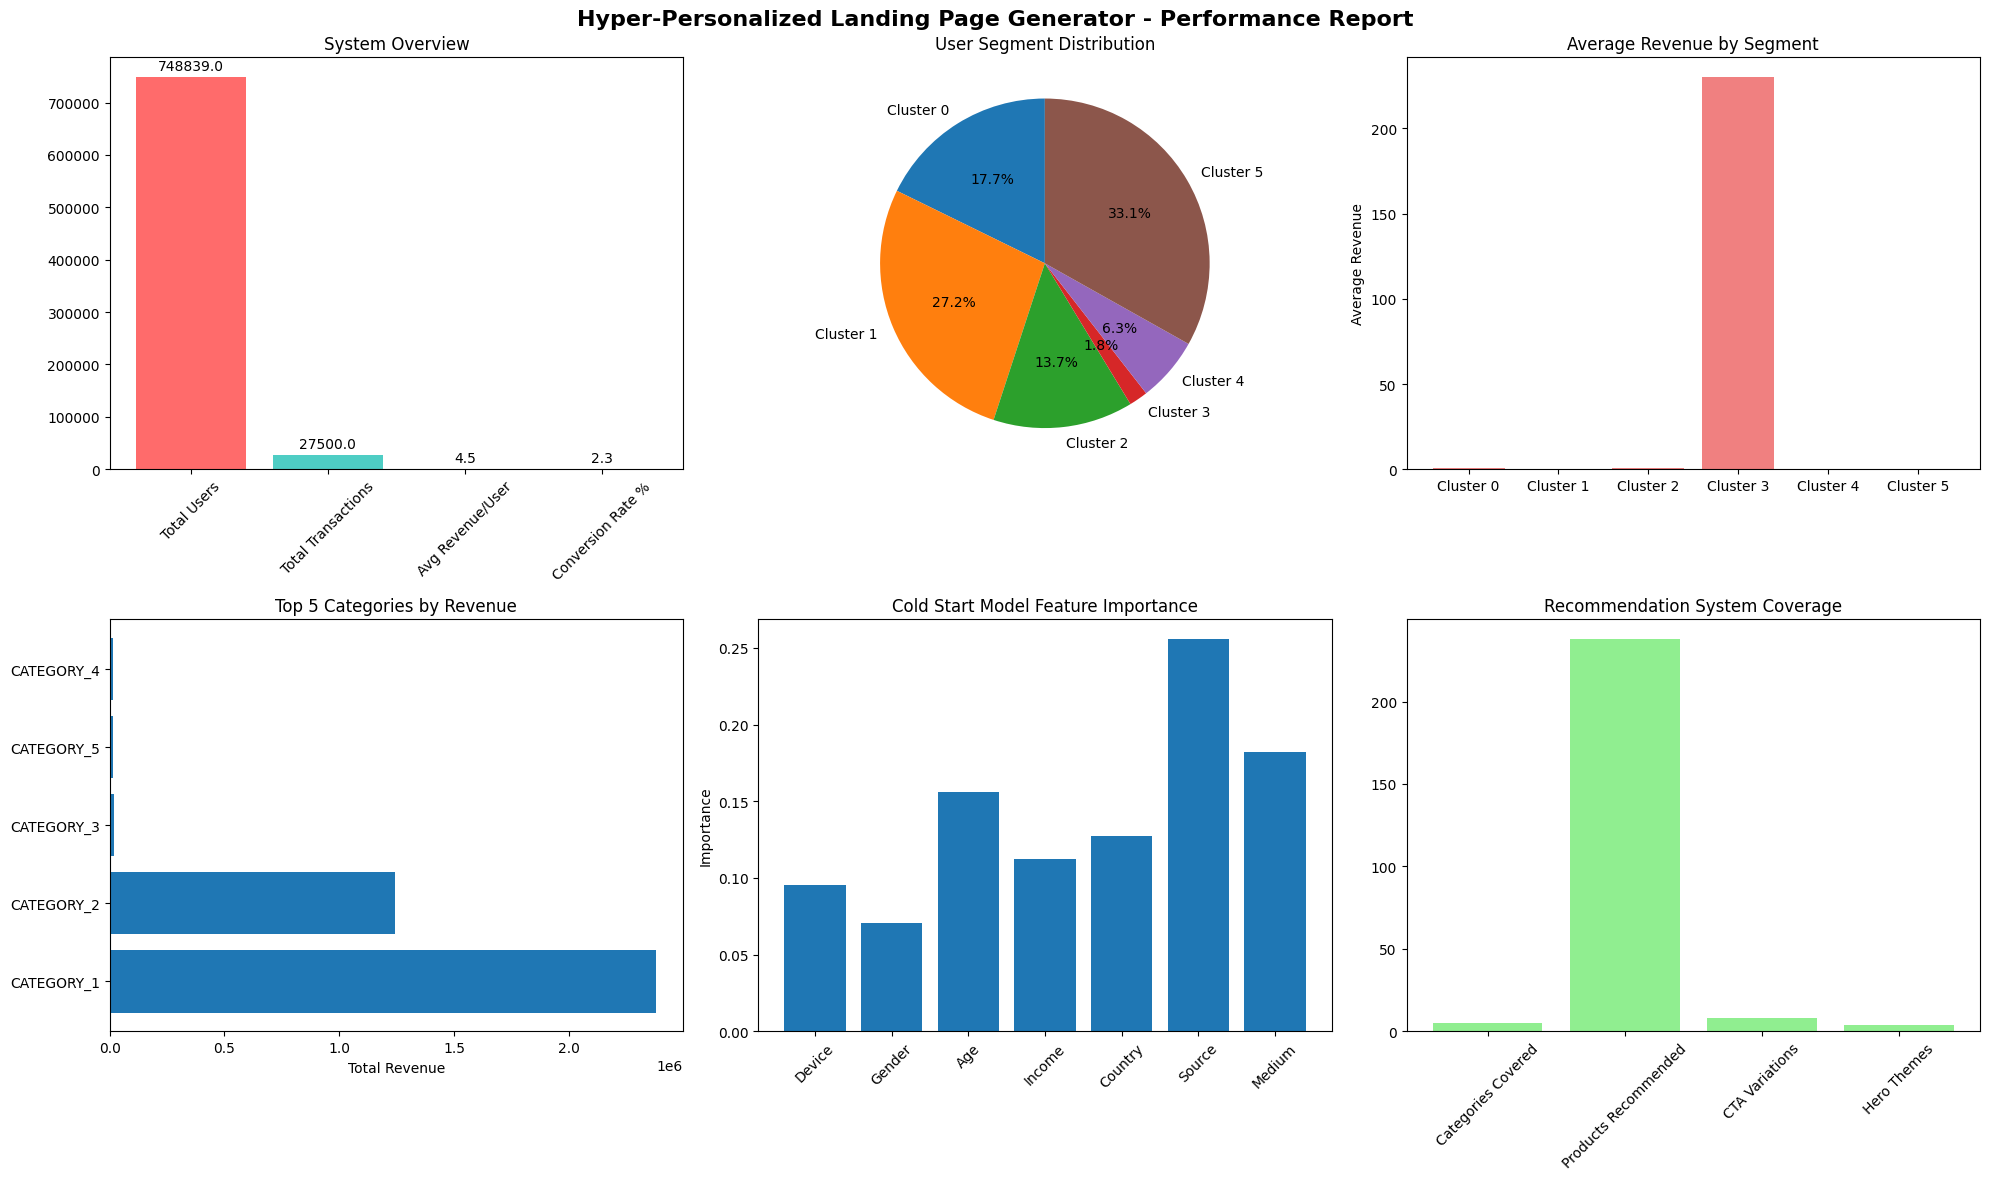 Hyper-Personalized Landing Page Generator - Performance Report
System Overview
748839.0
27500.0
4.5
2.3
700000
600000
500000
400000
300000
200000
100000
0
Total Users
Total Transactions
Avg Revenue/User
Conversion Rate %
User Segment Distribution
Cluster 0
17.7%
Cluster 1
27.2%
Cluster 2
13.7%
Cluster 3
1.8%
Cluster 4
6.3%
Cluster 5
33.1%
Average Revenue by Segment
Average Revenue
200
150
100
50
0
Cluster 0
Cluster 1
Cluster 2
Cluster 3
Cluster 4
Cluster 5
Top 5 Categories by Revenue
CATEGORY_4
CATEGORY_5
CATEGORY_3
CATEGORY_2
CATEGORY_1
0.0
0.5
1.0
1.5
2.0
1e6
Total Revenue
Cold Start Model Feature Importance
Importance
0.25
0.20
0.15
0.10
0.05
0.00
Device
Gender
Age
Income
Country
Source
Medium
Recommendation System Coverage
200
150
100
50
0
Categories Covered
Products Recommended
CTA Variations
Hero Themes